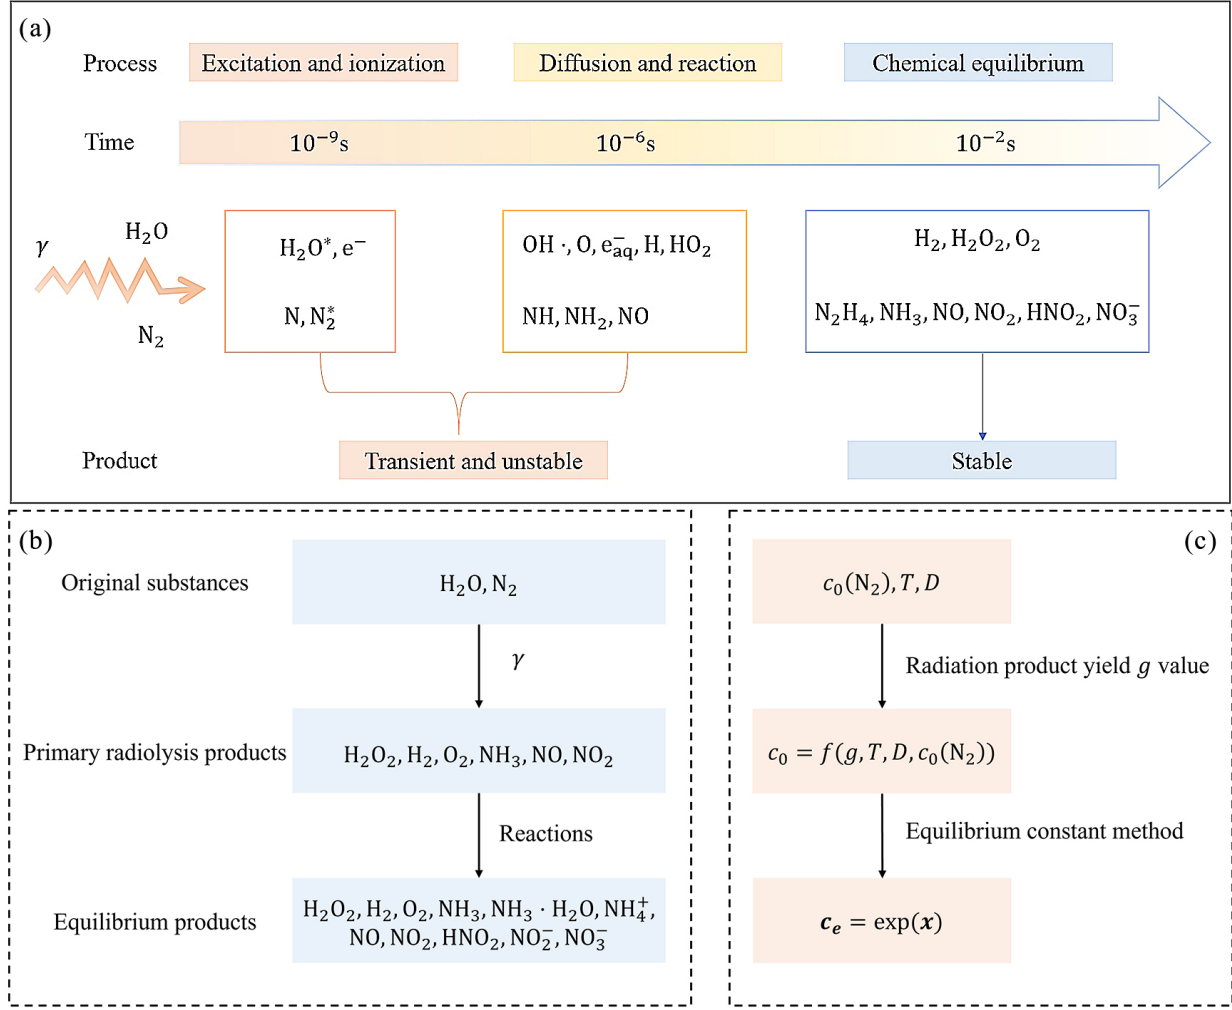 (a)
Process Excitation and ionization Diffusion and reaction Chemical equilibrium
Time 10⁻⁹s 10⁻⁶s 10⁻²s
γ H₂O
N₂
H₂O*, e⁻
N, N₂*
OH ·, O, e⁻aq, H, HO₂
NH, NH₂, NO
H₂, H₂O₂, O₂
N₂H₄, NH₃, NO, NO₂, HNO₂, NO₃⁻
Product Transient and unstable Stable
(b)
Original substances H₂O, N₂
γ
Primary radiolysis products H₂O₂, H₂, O₂, NH₃, NO, NO₂
Reactions
Equilibrium products H₂O₂, H₂, O₂, NH₃, NH₃ · H₂O, NH₄⁺,
NO, NO₂, HNO₂, NO₂⁻, NO₃⁻
(c)
c₀(N₂), T, D
Radiation product yield g value
c₀ = f(g, T, D, c₀(N₂))
Equilibrium constant method
cₑ = exp(x)